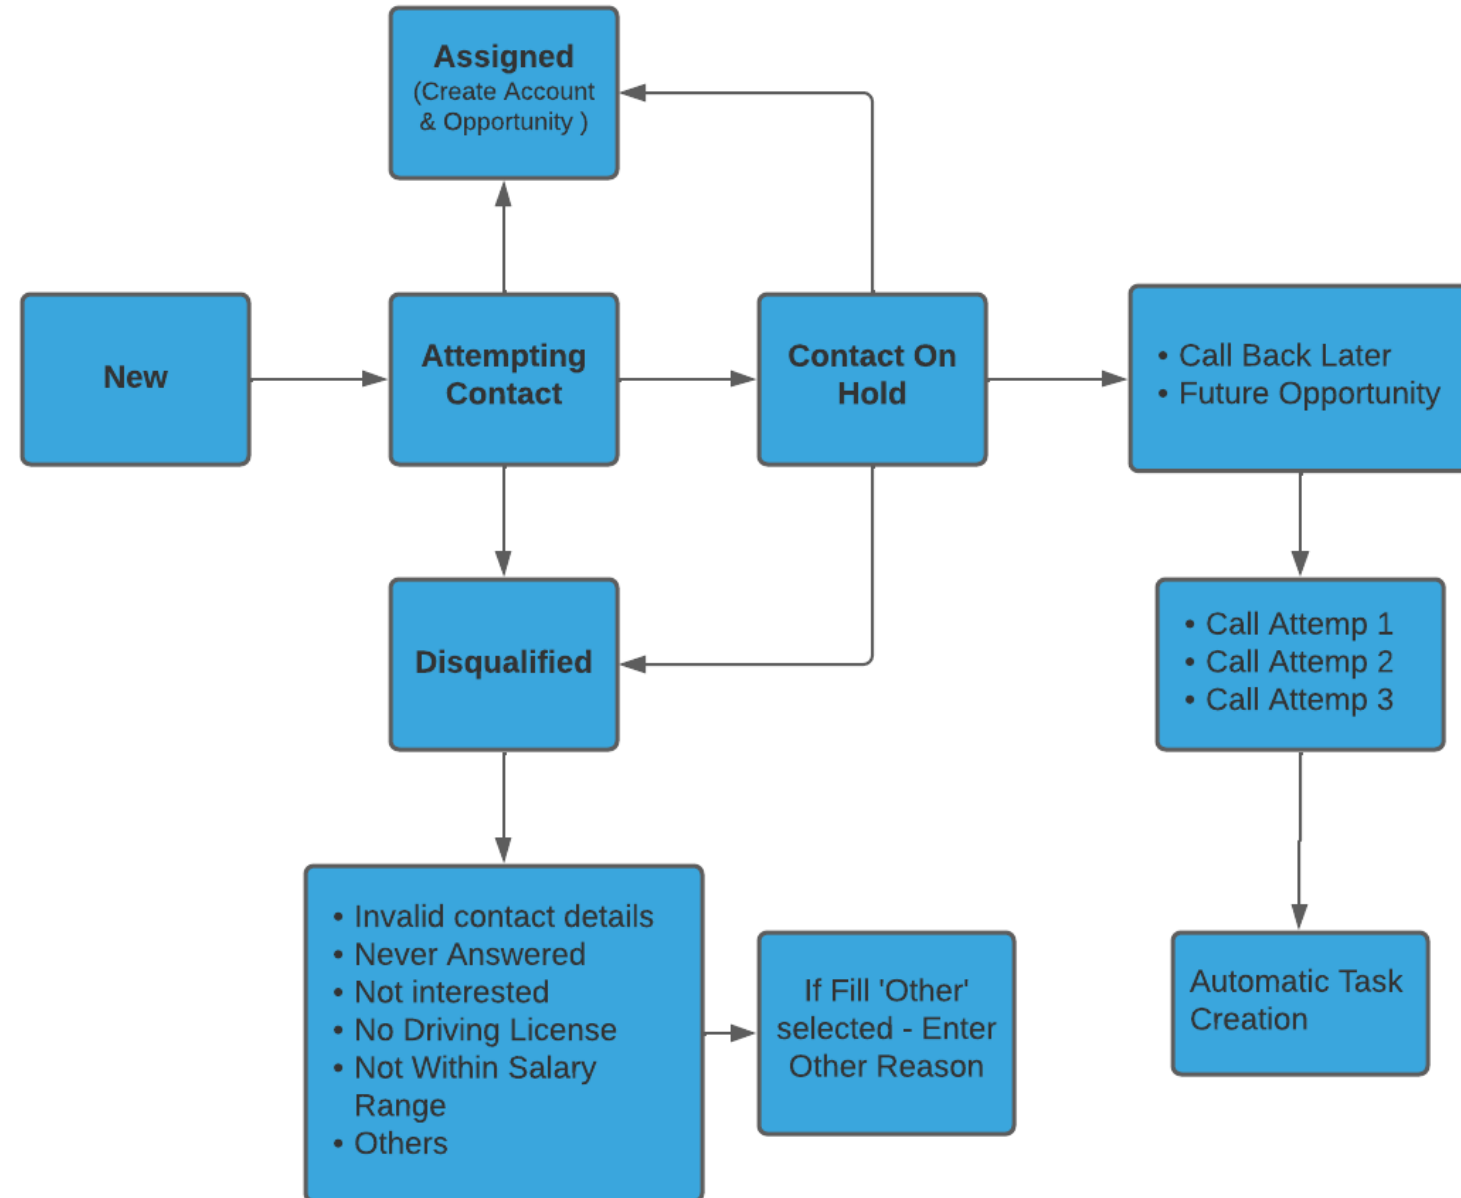 Assigned
(Create Account
& Opportunity )
New
Attempting
Contact
Contact On
Hold
• Call Back Later
• Future Opportunity
Disqualified
• Call Attemp 1
• Call Attemp 2
• Call Attemp 3
• Invalid contact details
• Never Answered
• Not interested
• No Driving License
• Not Within Salary
Range
• Others
If Fill 'Other'
selected - Enter
Other Reason
Automatic Task
Creation